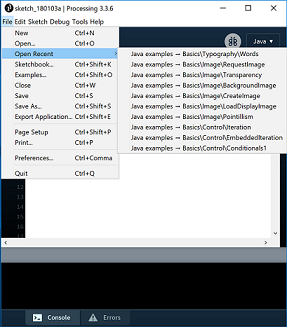 sketch_180103a | Processing 3.3.6
File Edit Sketch Debug Tools Help
New Ctrl+N
Open... Ctrl+O
Open Recent
Sketchbook... Ctrl+Shift+K
Examples... Ctrl+Shift+O
Close Ctrl+W
Save Ctrl+S
Save As... Ctrl+Shift+S
Export Application... Ctrl+Shift+E
Page Setup Ctrl+Shift+P
Print... Ctrl+P
Preferences... Ctrl+Comma
Quit Ctrl+Q
Java
Java examples → Basics\Typography\Words
Java examples → Basics\Image\RequestImage
Java examples → Basics\Image\Transparency
Java examples → Basics\Image\BackgroundImage
Java examples → Basics\Image\CreateImage
Java examples → Basics\Image\LoadDisplayImage
Java examples → Basics\Image\Pointillism
Java examples → Basics\Control\Iteration
Java examples → Basics\Control\EmbeddedIteration
Java examples → Basics\Control\Conditionals1
12
13
14
15
16
Console
Errors